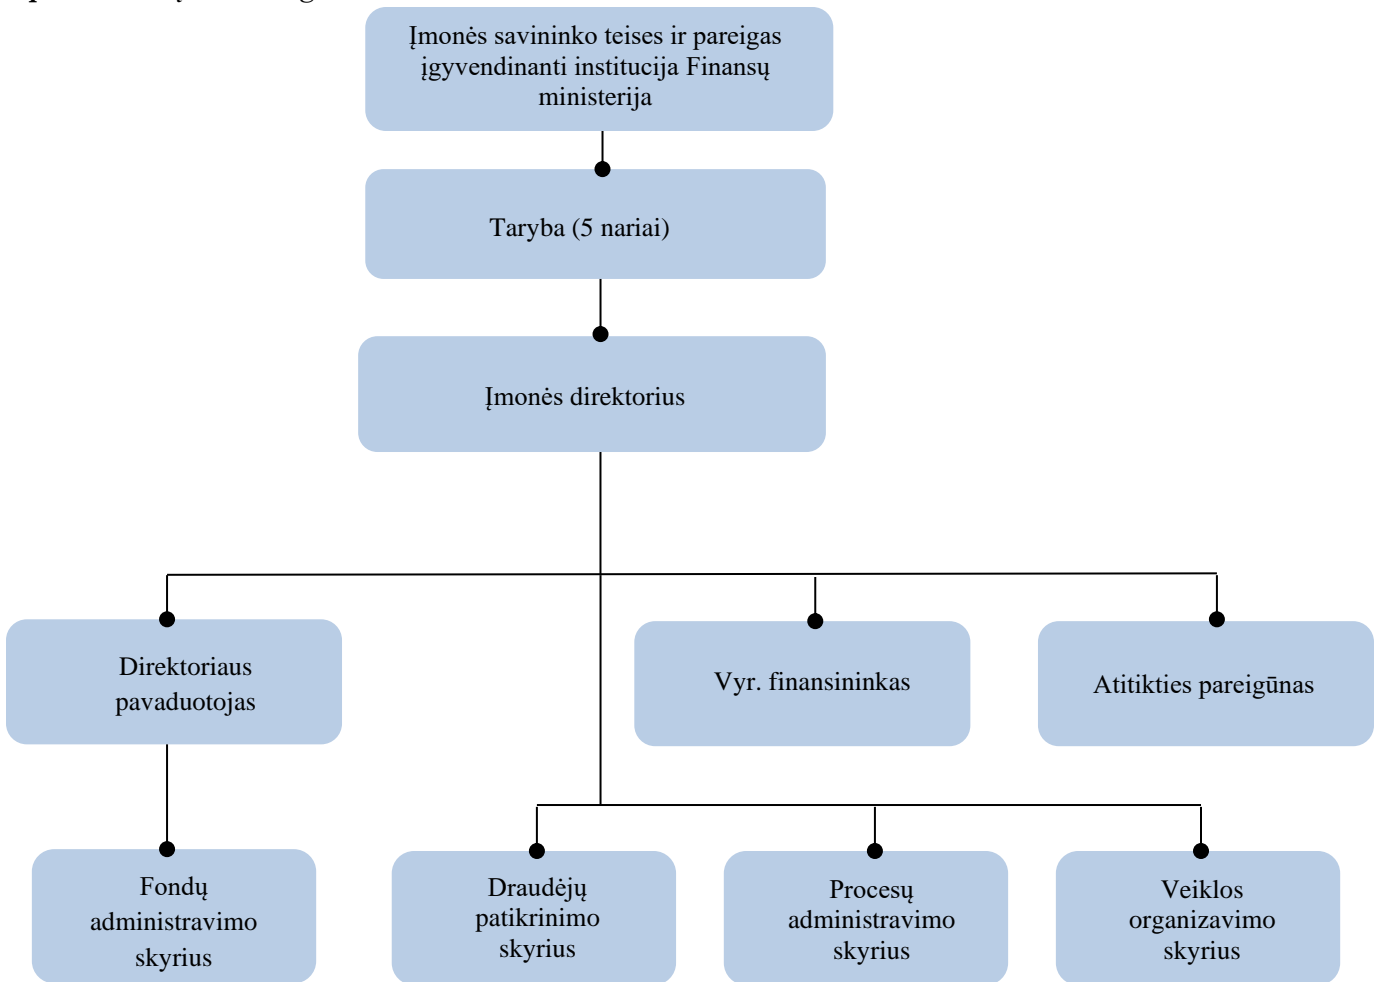 Įmonės savininko teises ir pareigas
įgyvendinanti institucija Finansų
ministerija
Taryba (5 nariai)
Įmonės direktorius
Direktoriaus
pavaduotojas
Vyr. finansininkas
Atitikties pareigūnas
Fondų
administravimo
skyrius
Draudėjų
patikrinimo
skyrius
Procesų
administravimo
skyrius
Veiklos
organizavimo
skyrius